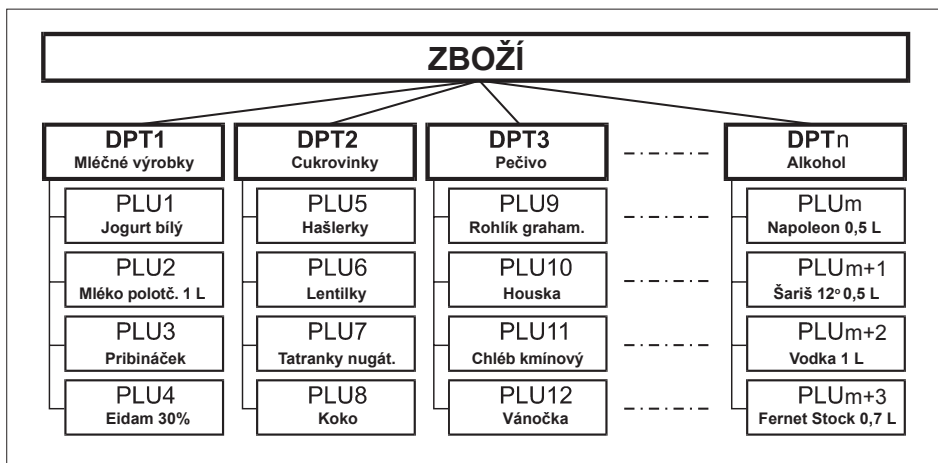 ZBOŽÍ
DPT1
Mléčné výrobky
PLU1
Jogurt bílý
PLU2
Mléko polotč. 1 L
PLU3
Pribináček
PLU4
Eidam 30%
DPT2
Cukrovinky
PLU5
Hašlerky
PLU6
Lentilky
PLU7
Tatranky nugát.
PLU8
Koko
DPT3
Pečivo
PLU9
Rohlík graham.
PLU10
Houska
PLU11
Chléb kmínový
PLU12
Vánočka
DPTn
Alkohol
PLUm
Napoleon 0,5 L
PLUm+1
Šariš 12º 0,5 L
PLUm+2
Vodka 1 L
PLUm+3
Fernet Stock 0,7 L